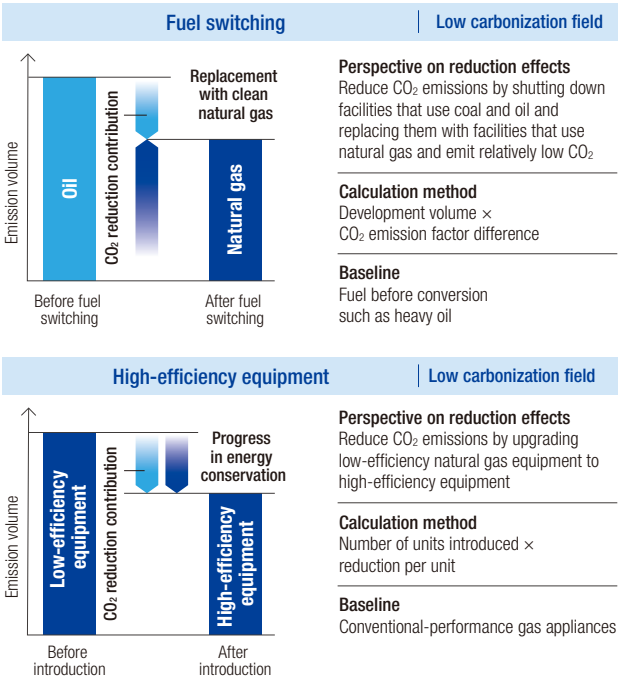 Fuel switching
Low carbonization field
Emission volume
Oil
CO₂ reduction contribution
Replacement
with clean
natural gas
Natural gas
Before fuel
switching
After fuel
switching
Perspective on reduction effects
Reduce CO₂ emissions by shutting down
facilities that use coal and oil and
replacing them with facilities that use
natural gas and emit relatively low CO₂
Calculation method
Development volume ×
CO₂ emission factor difference
Baseline
Fuel before conversion
such as heavy oil
High-efficiency equipment
Low carbonization field
Emission volume
Low-efficiency
equipment
CO₂ reduction contribution
Progress
in energy
conservation
High-efficiency
equipment
Before
introduction
After
introduction
Perspective on reduction effects
Reduce CO₂ emissions by upgrading
low-efficiency natural gas equipment to
high-efficiency equipment
Calculation method
Number of units introduced ×
reduction per unit
Baseline
Conventional-performance gas appliances